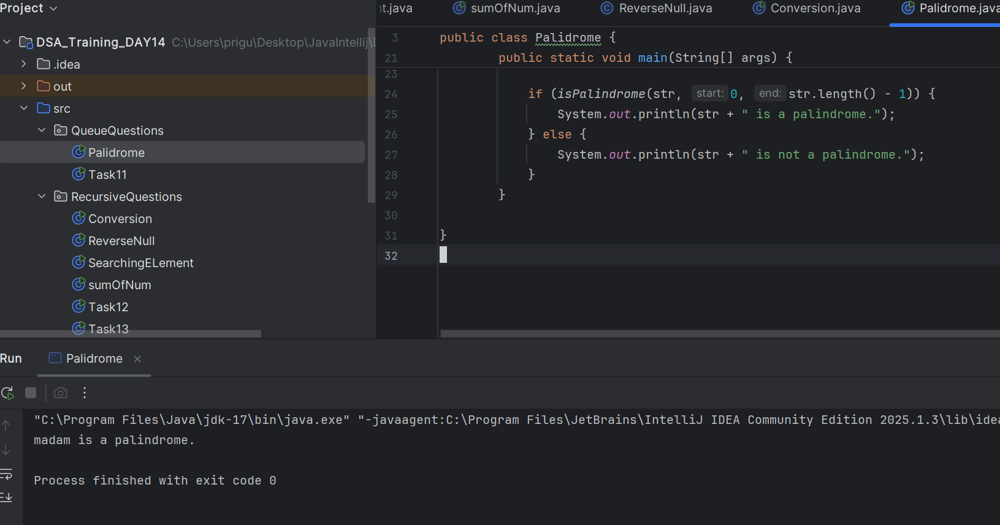 Project
DSA_Training_DAY14 C:\Users\prigu\Desktop\JavaIntellij\
.idea
out
src
QueueQuestions
Palidrome
Task11
RecursiveQuestions
Conversion
ReverseNull
SearchingELement
sumOfNum
Task12
Task13
nt.java sumOfNum.java ReverseNull.java Conversion.java Palidrome.java
3 public class Palidrome {
21 public static void main(String[] args) {
23
24 if (isPalindrome(str, start: 0, end: str.length() - 1)) {
25 System.out.println(str + " is a palindrome.");
26 } else {
27 System.out.println(str + " is not a palindrome.");
28 }
29 }
30
31 }
32
Run Palidrome
"C:\Program Files\Java\jdk-17\bin\java.exe" "-javaagent:C:\Program Files\JetBrains\IntelliJ IDEA Community Edition 2025.1.3\lib\idea
madam is a palindrome.
Process finished with exit code 0